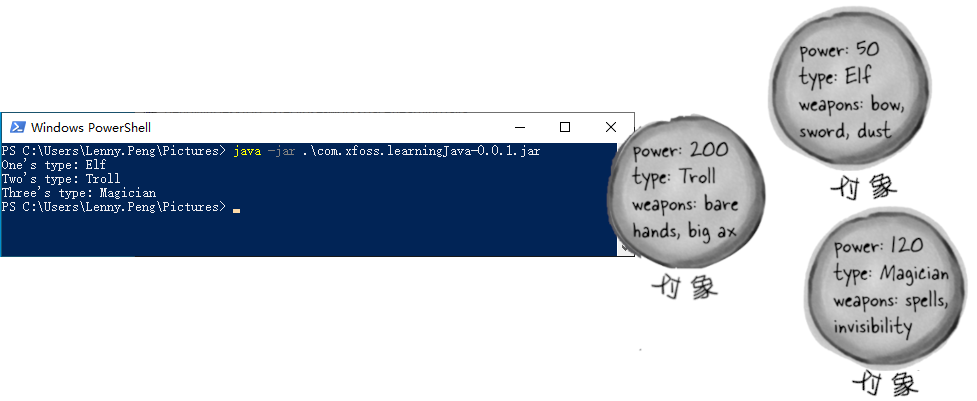 Windows PowerShell
PS C:\Users\Lenny.Peng\Pictures> java -jar .\com.xfoss.learningJava-0.0.1.jar
One's type: Elf
Two's type: Troll
Three's type: Magician
PS C:\Users\Lenny.Peng\Pictures>
power: 50
type: Elf
weapons: bow,
sword, dust
对象
power: 200
type: Troll
weapons: bare
hands, big ax
对象
power: 120
type: Magician
weapons: spells,
invisibility
对象